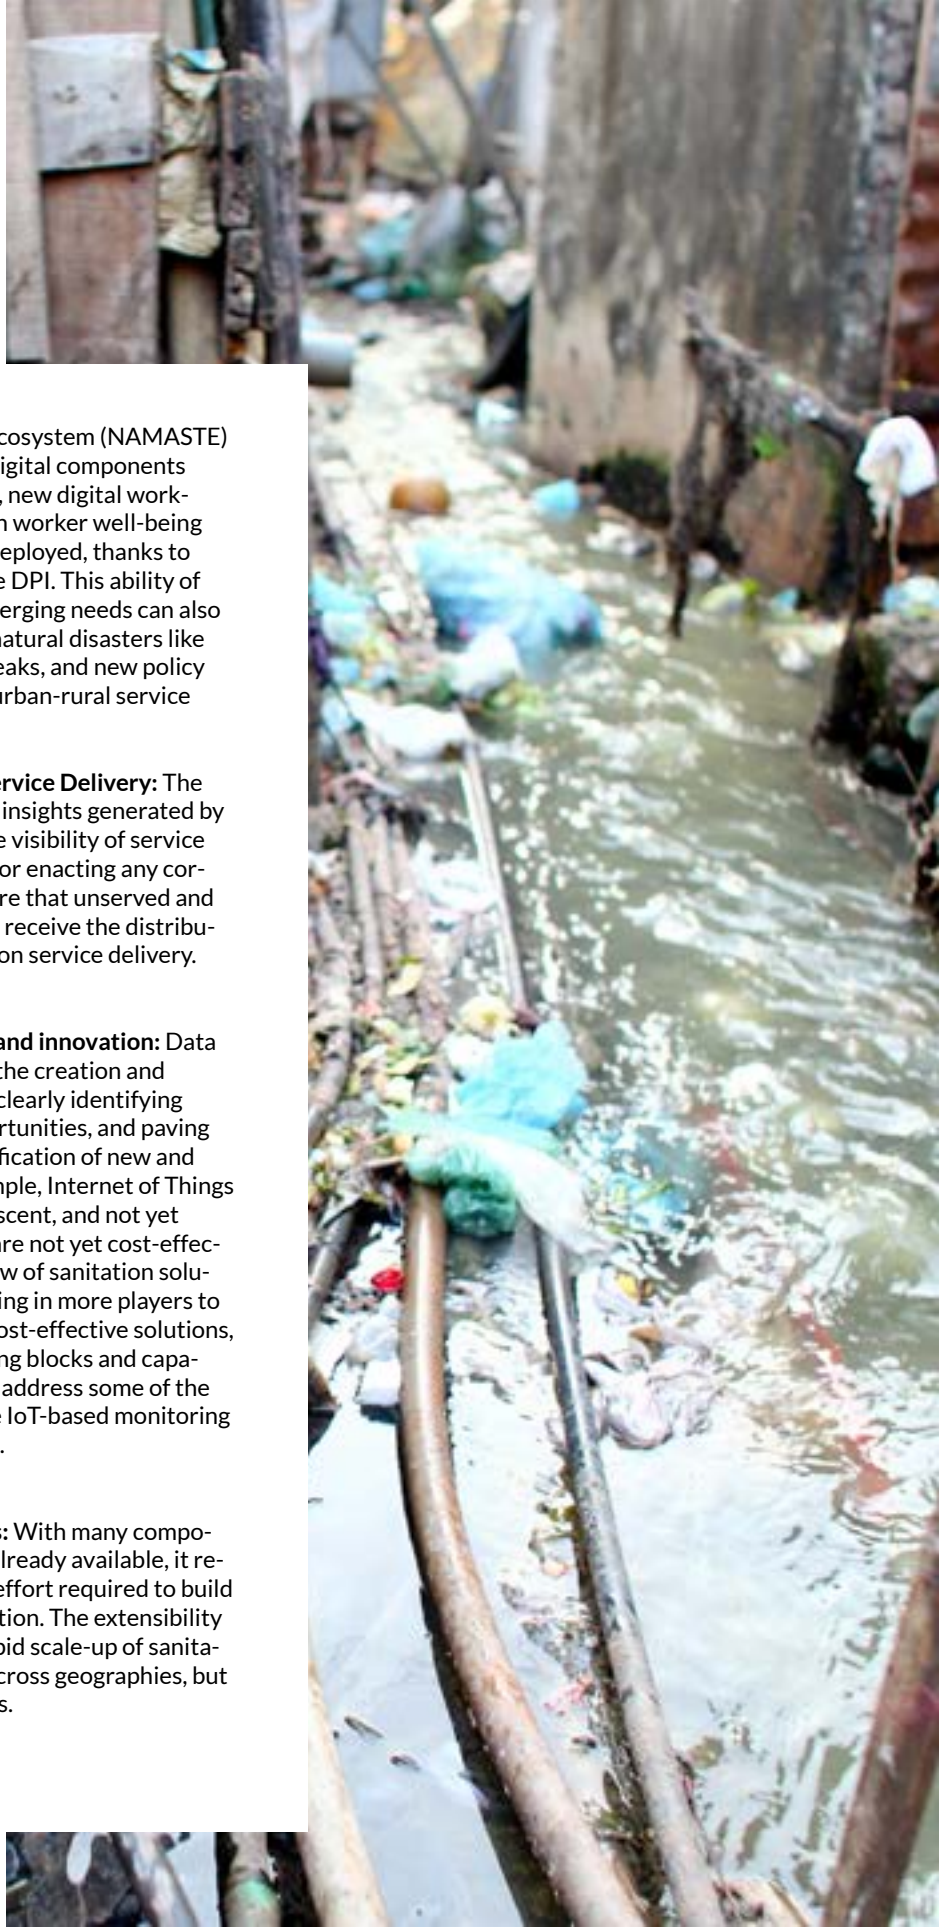 cosystem (NAMASTE)
igital components
, new digital work-
n worker well-being
eployed, thanks to
e DPI. This ability of
erging needs can also
natural disasters like
eaks, and new policy
urban-rural service
ervice Delivery: The
insights generated by
e visibility of service
or enacting any cor-
re that unserved and
receive the distribu-
on service delivery.
and innovation: Data
the creation and
clearly identifying
rtunities, and paving
fication of new and
mple, Internet of Things
scent, and not yet
are not yet cost-effec-
w of sanitation solu-
ing in more players to
ost-effective solutions,
ng blocks and capa-
address some of the
e IoT-based monitoring
.
s: With many compo-
lready available, it re-
effort required to build
tion. The extensibility
pid scale-up of sanita-
cross geographies, but
s.